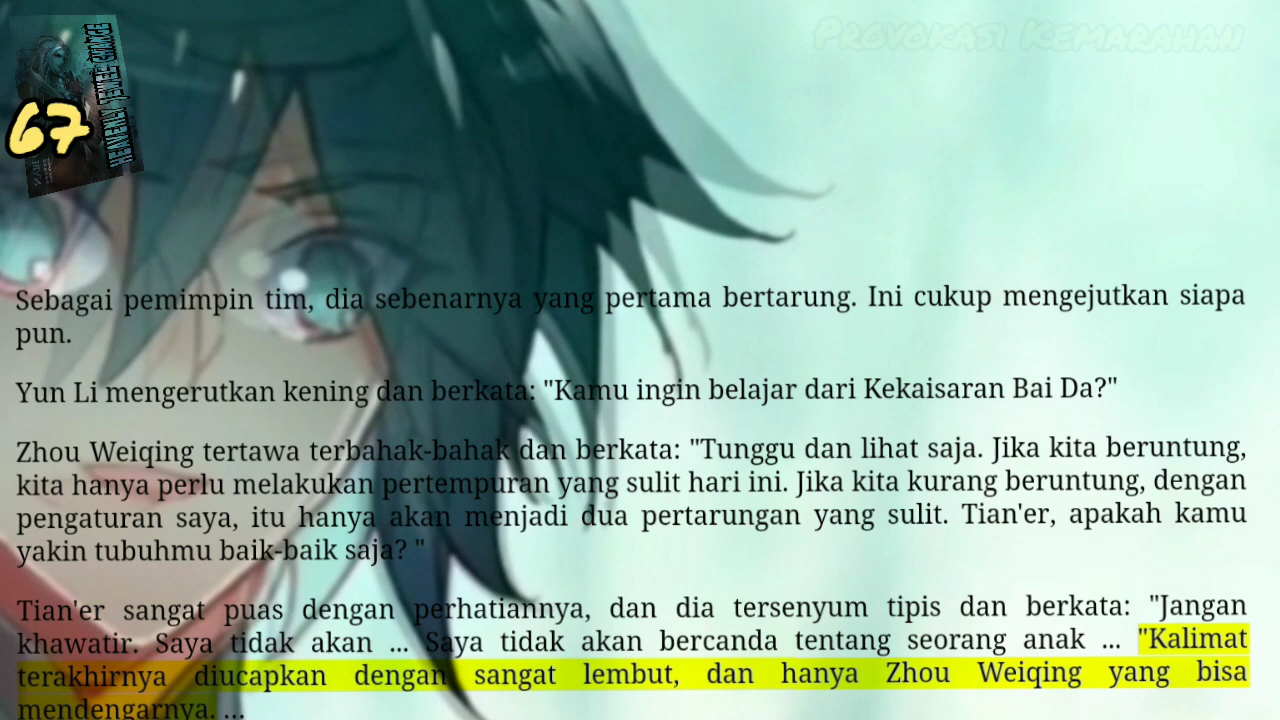 Provokasi Kemarahan
67
HEAVENLY JEWEL CHANGE
Sebagai pemimpin tim, dia sebenarnya yang pertama bertarung. Ini cukup mengejutkan siapa
pun.
Yun Li mengerutkan kening dan berkata: "Kamu ingin belajar dari Kekaisaran Bai Da?"
Zhou Weiqing tertawa terbahak-bahak dan berkata: "Tunggu dan lihat saja. Jika kita beruntung,
kita hanya perlu melakukan pertempuran yang sulit hari ini. Jika kita kurang beruntung, dengan
pengaturan saya, itu hanya akan menjadi dua pertarungan yang sulit. Tian'er, apakah kamu
yakin tubuhmu baik-baik saja? "
Tian'er sangat puas dengan perhatiannya, dan dia tersenyum tipis dan berkata: "Jangan
khawatir. Saya tidak akan ... Saya tidak akan bercanda tentang seorang anak ... "Kalimat
terakhirnya diucapkan dengan sangat lembut, dan hanya Zhou Weiqing yang bisa
mendengarnya. ...